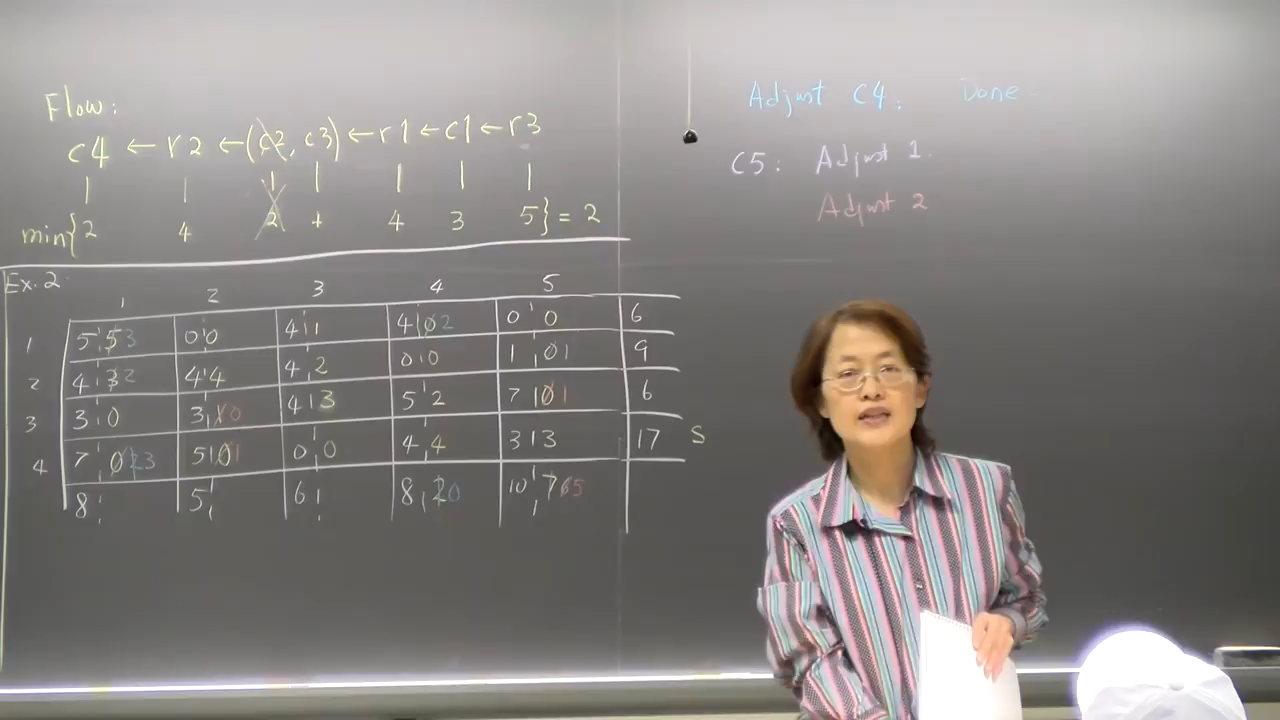 Flow:
c4 ← r2 ← (c2, c3) ← r1 ← c1 ← r3
min{2 4 2 4 3 5} = 2
Adjust C4: Done
C5: Adjust 1.
Adjust 2
Ex. 2
1 2 3 4 5
1 5 5 3 0 0 4 1 4 0 2 0 0 6
2 4 3 2 4 4 4 2 0 0 1 0 1 9
3 3 0 3 1 0 4 3 5 2 7 0 1 6
4 7 0 2 3 5 0 1 0 0 4 4 3 3 17 S
8 5 6 8 2 0 10 7 6 5